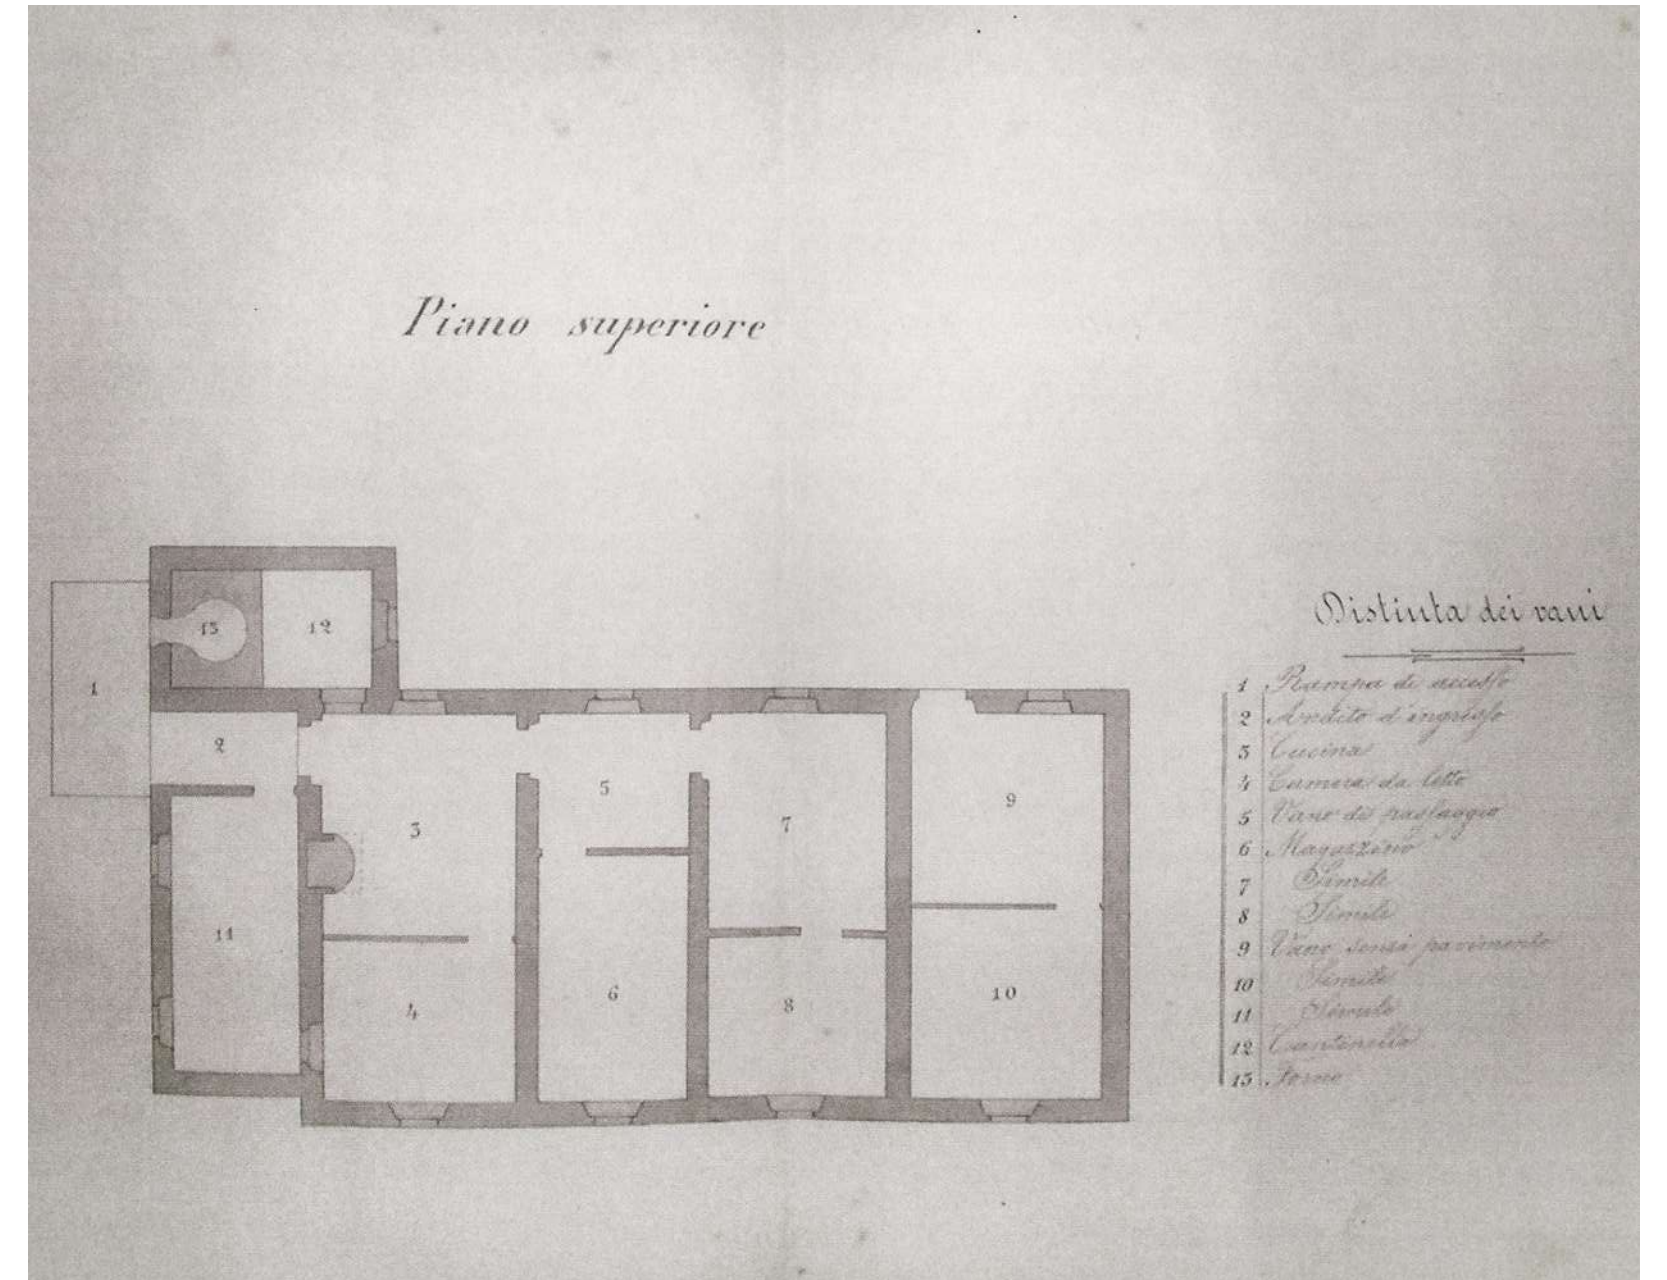 Piano superiore
13
12
1
2
3
5
7
9
11
4
6
8
10
Distinta dei vani
1 Rampa di accesso
2 Andito d'ingresso
3 Cucina
4 Camera da letto
5 Vano di passaggio
6 Magazzino
7 Simile
8 Simile
9 Vano senza pavimento
10 Simile
11 Simile
12 Cantinella
13 Forno